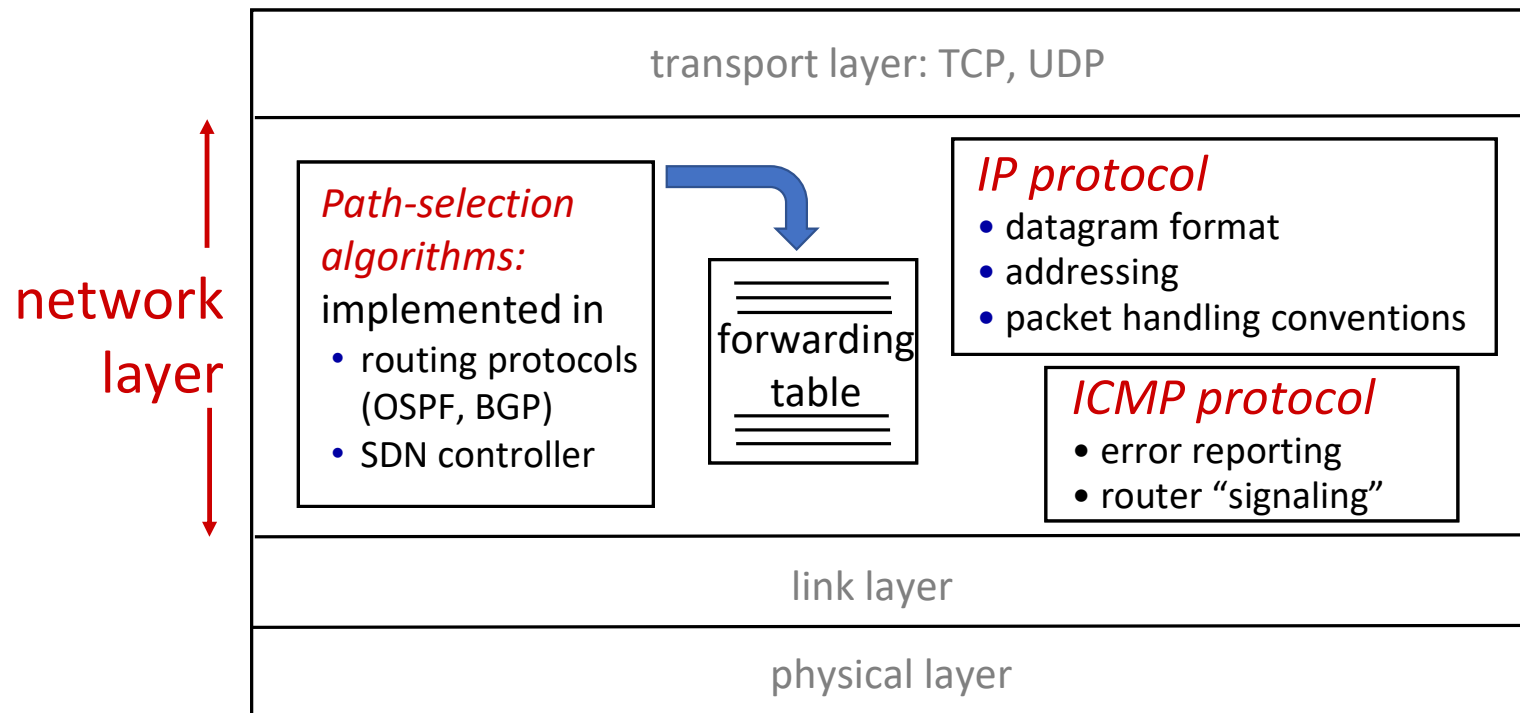 transport layer: TCP, UDP
network
layer
Path-selection
algorithms:
implemented in
• routing protocols
(OSPF, BGP)
• SDN controller
forwarding
table
IP protocol
• datagram format
• addressing
• packet handling conventions
ICMP protocol
• error reporting
• router “signaling”
link layer
physical layer